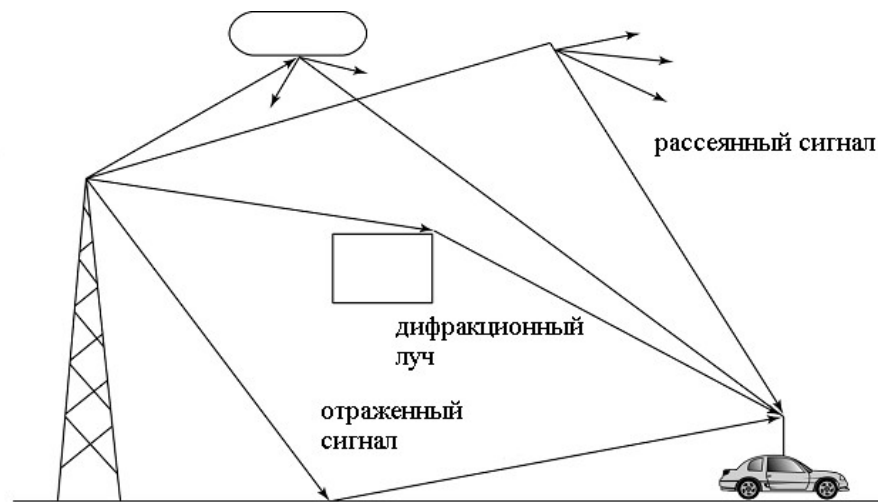 рассеянный сигнал
дифракционный
луч
отраженный
сигнал